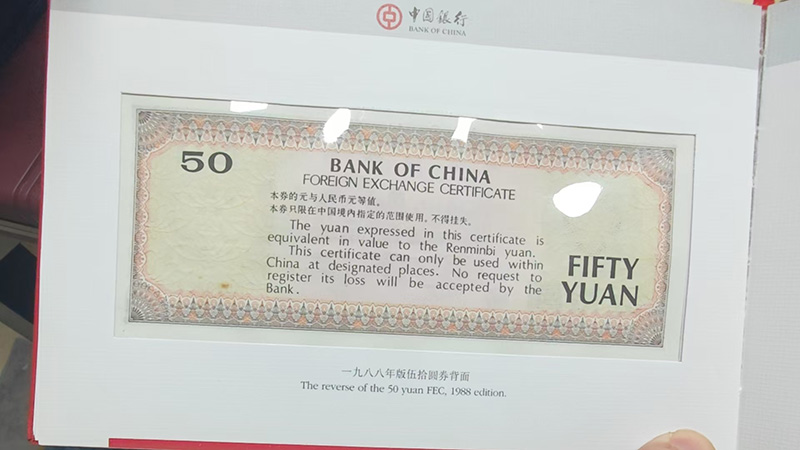 中国银行
BANK OF CHINA
50
BANK OF CHINA
FOREIGN EXCHANGE CERTIFICATE
本券的元与人民币元等值。
本券只限在中国境内指定的范围使用，不得挂失。
The yuan expressed in this certificate is
equivalent in value to the Renminbi yuan.
This certificate can only be used within
China at designated places. No request to
register its loss will be accepted by the
Bank.
FIFTY
YUAN
一九八八年版伍拾圆券背面
The reverse of the 50 yuan FEC, 1988 edition.